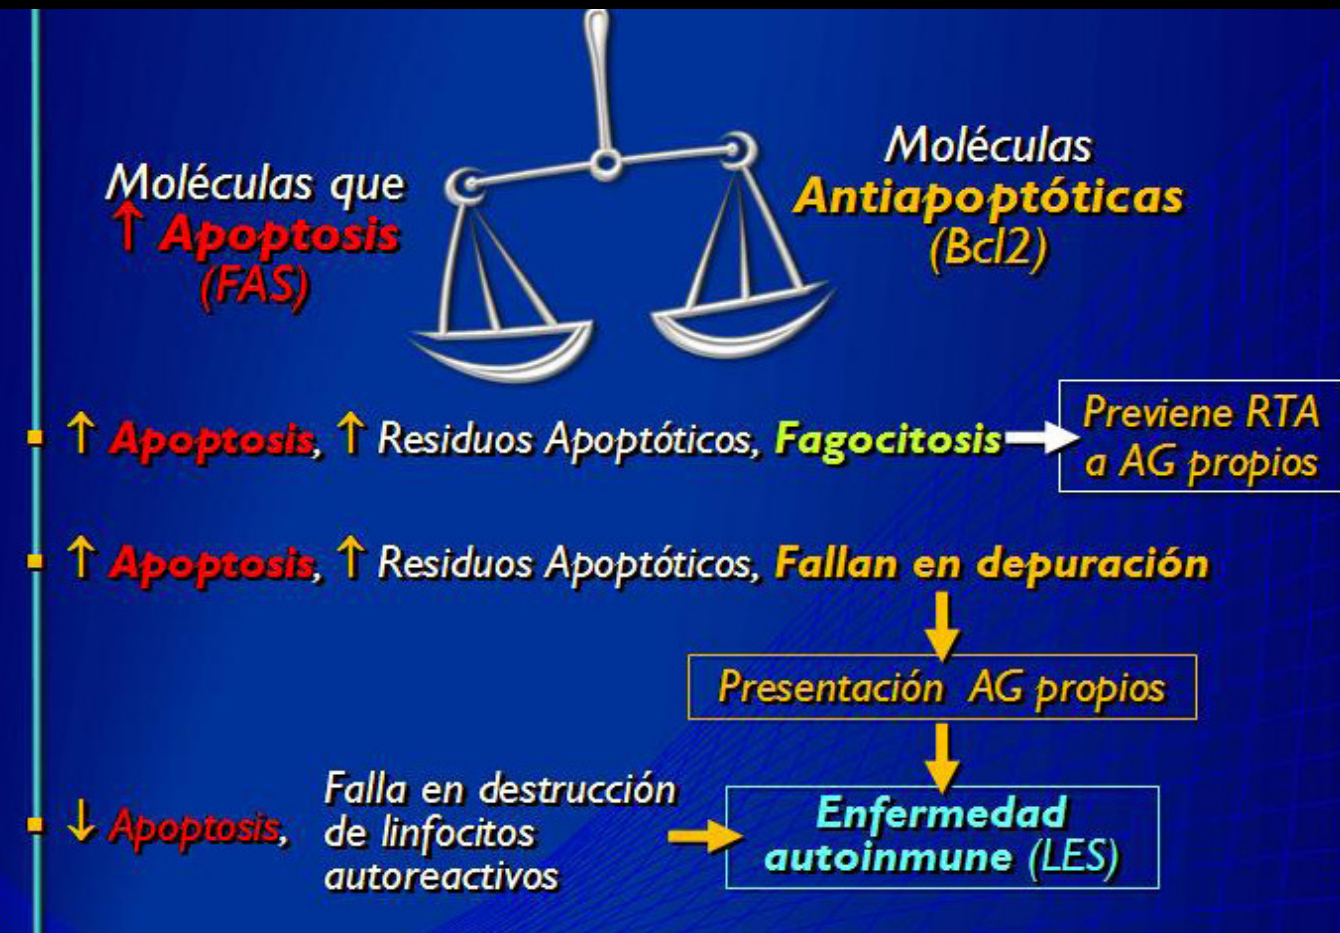 Moléculas que
↑ Apoptosis
(FAS)
Moléculas
Antiapoptóticas
(Bcl2)
▪ ↑ Apoptosis, ↑ Residuos Apoptóticos, Fagocitosis
Previene RTA
a AG propios
▪ ↑ Apoptosis, ↑ Residuos Apoptóticos, Fallan en depuración
Presentación AG propios
▪ ↓ Apoptosis,
Falla en destrucción
de linfocitos
autoreactivos
Enfermedad
autoinmune (LES)